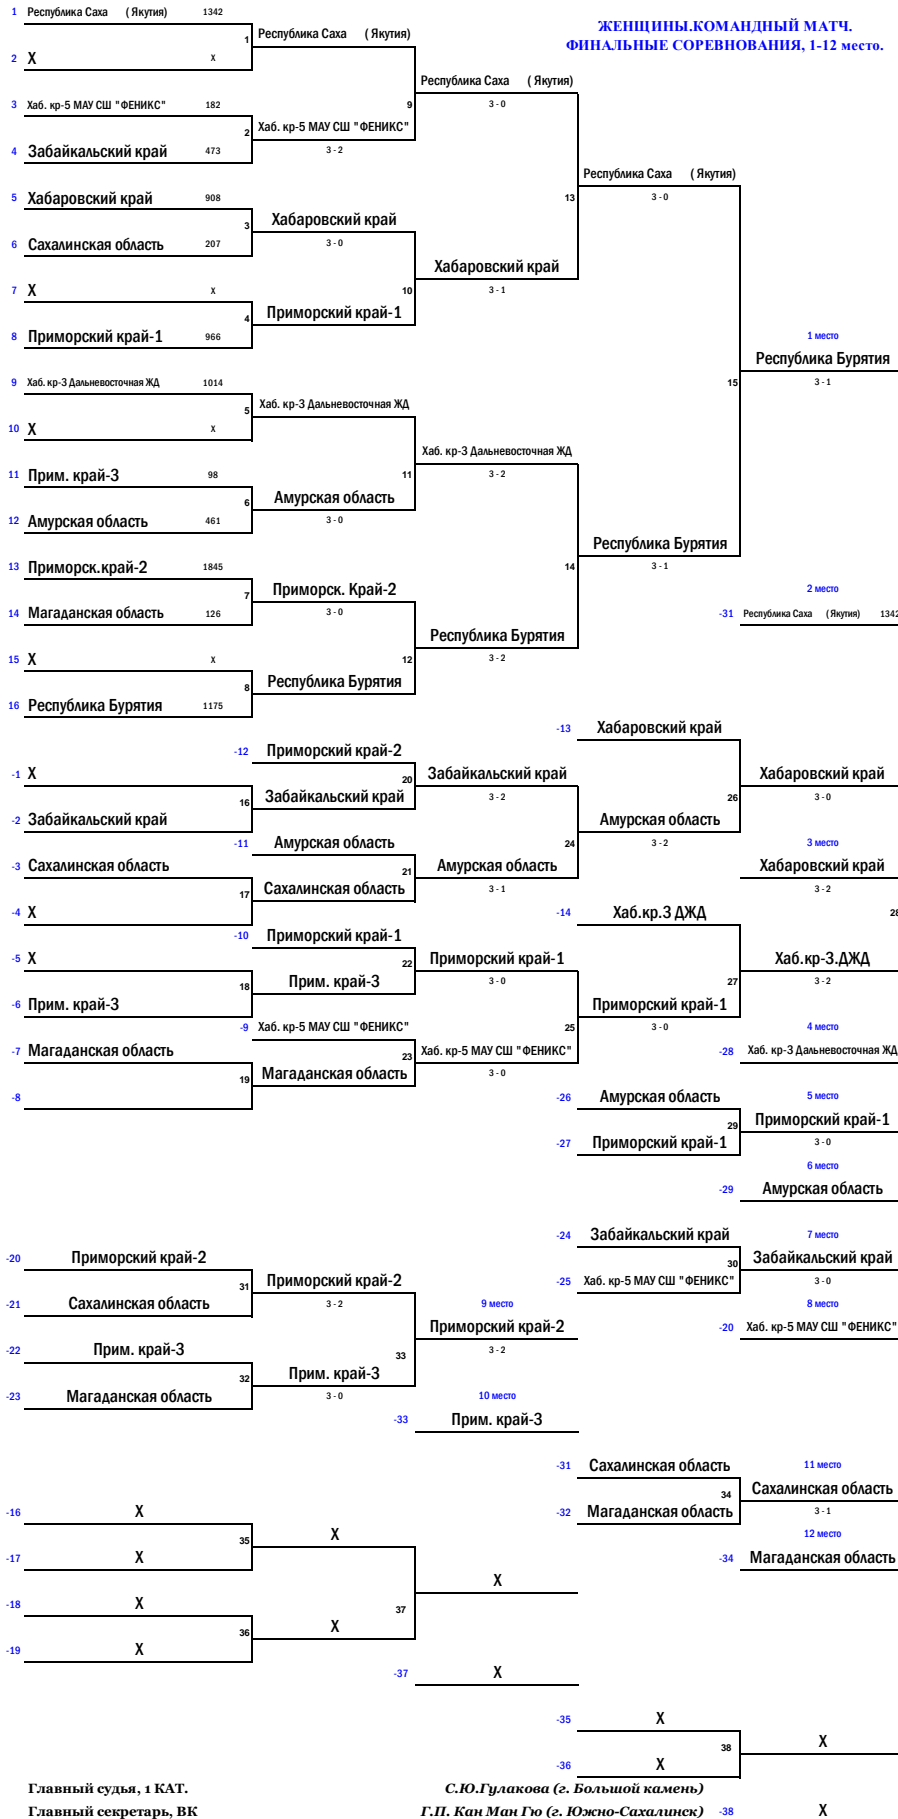 1 Республика Саха ( Якутия) 1342
ЖЕНЩИНЫ.КОМАНДНЫЙ МАТЧ.
ФИНАЛЬНЫЕ СОРЕВНОВАНИЯ, 1-12 место.
1 Республика Саха ( Якутия)
2 X x
Республика Саха ( Якутия)
3 Хаб. кр-5 МАУ СШ "ФЕНИКС" 182
9 3 - 0
2 Хаб. кр-5 МАУ СШ "ФЕНИКС"
4 Забайкальский край 473
3 - 2
Республика Саха ( Якутия)
5 Хабаровский край 908
13 3 - 0
3 Хабаровский край
6 Сахалинская область 207
3 - 0
Хабаровский край
7 X x
10 3 - 1
4 Приморский край-1
8 Приморский край-1 966
1 место
Республика Бурятия
9 Хаб. кр-3 Дальневосточная ЖД 1014
15 3 - 1
5 Хаб. кр-3 Дальневосточная ЖД
10 X x
Хаб. кр-3 Дальневосточная ЖД
11 Прим. край-3 98
11 3 - 2
6 Амурская область
12 Амурская область 461
3 - 0
Республика Бурятия
13 Приморск.край-2 1845
14 3 - 1
7 Приморск. Край-2
2 место
14 Магаданская область 126
3 - 0
-31 Республика Саха ( Якутия) 1342
Республика Бурятия
15 X x
12 3 - 2
8 Республика Бурятия
16 Республика Бурятия 1175
-13 Хабаровский край
-12 Приморский край-2
-1 X
20 Забайкальский край
Хабаровский край
16 Забайкальский край
3 - 2
26 3 - 0
-2 Забайкальский край
Амурская область
-11 Амурская область
24 3 - 2
3 место
-3 Сахалинская область
21 Амурская область
Хабаровский край
17 Сахалинская область
3 - 1
3 - 2
-4 X
-14 Хаб.кр.3 ДЖД
28
-10 Приморский край-1
-5 X
22 Приморский край-1
Хаб.кр-3.ДЖД
18 Прим. край-3
3 - 0
27 3 - 2
-6 Прим. край-3
Приморский край-1
-9 Хаб. кр-5 МАУ СШ "ФЕНИКС"
25 3 - 0
4 место
-7 Магаданская область
23 Хаб. кр-5 МАУ СШ "ФЕНИКС"
-28 Хаб. кр-3 Дальневосточная ЖД
19 Магаданская область
3 - 0
-8
-26 Амурская область
5 место
29 Приморский край-1
-27 Приморский край-1
3 - 0
6 место
-29 Амурская область
-24 Забайкальский край
7 место
-20 Приморский край-2
30 Забайкальский край
31 Приморский край-2
-25 Хаб. кр-5 МАУ СШ "ФЕНИКС"
3 - 0
-21 Сахалинская область
3 - 2
9 место
8 место
Приморский край-2
-20 Хаб. кр-5 МАУ СШ "ФЕНИКС"
-22 Прим. край-3
33 3 - 2
32 Прим. край-3
-23 Магаданская область
3 - 0
10 место
-33 Прим. край-3
-31 Сахалинская область
11 место
34 Сахалинская область
-16 X
-32 Магаданская область
3 - 1
35 X
12 место
-17 X
-34 Магаданская область
X
-18 X
37
36 X
-19 X
-37 X
-35 X
38 X
-36 X
Главный судья, 1 КАТ. С.Ю.Гулакова (г. Большой камень)
Главный секретарь, ВК Г.П. Кан Ман Гю (г. Южно-Сахалинск) -38 X